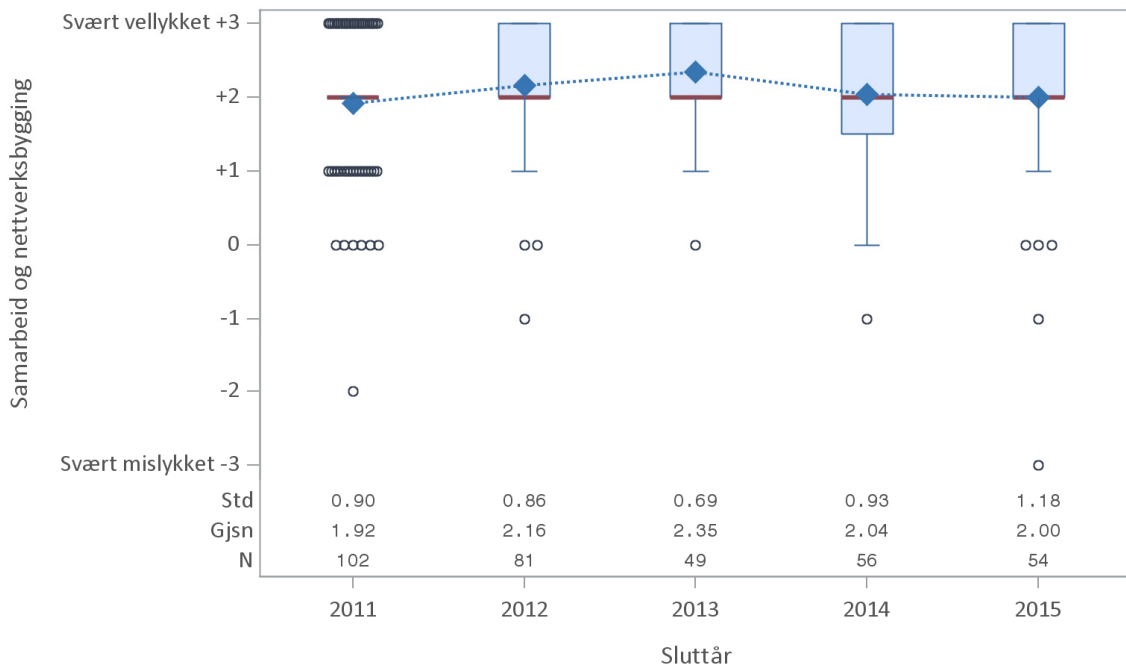 Samarbeid og nettverksbygging
Svært vellykket +3
+2
+1
0
-1
-2
Svært mislykket -3
Std 0.90 0.86 0.69 0.93 1.18
Gjsn 1.92 2.16 2.35 2.04 2.00
N 102 81 49 56 54
2011 2012 2013 2014 2015
Sluttår